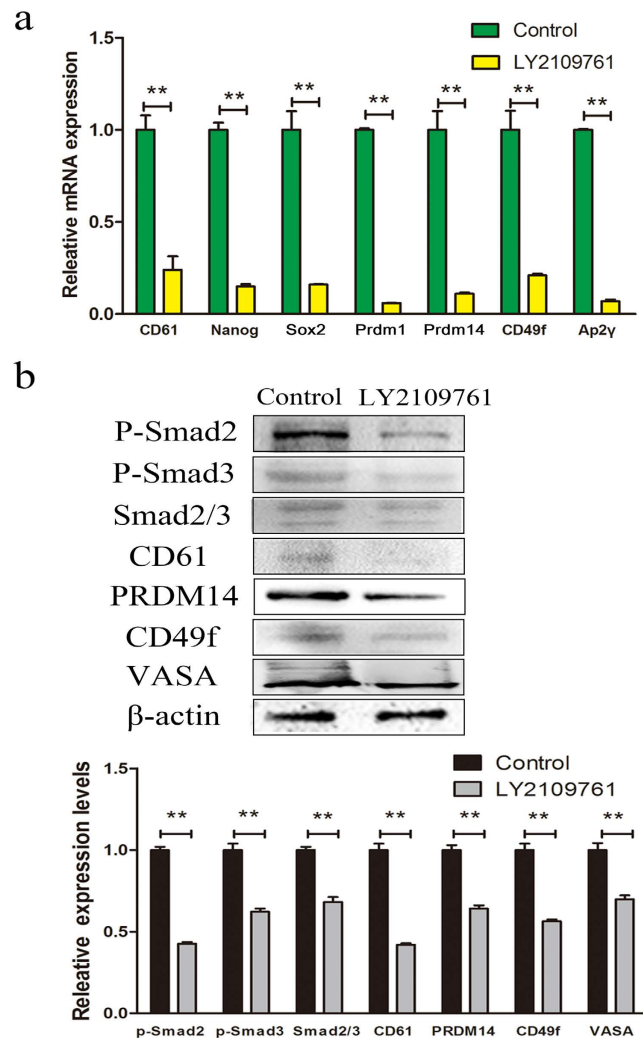 a
Releative mRNA expression
1.5
1.0
0.5
0.0
Control
LY2109761
** ** ** ** ** ** **
CD61 Nanog Sox2 Prdm1 Prdm14 CD49f Ap2γ
b
Control LY2109761
P-Smad2
P-Smad3
Smad2/3
CD61
PRDM14
CD49f
VASA
β-actin
Releative expression levels
1.5
1.0
0.5
0.0
Control
LY2109761
** ** ** ** ** ** **
p-Smad2 p-Smad3 Smad2/3 CD61 PRDM14 CD49f VASA